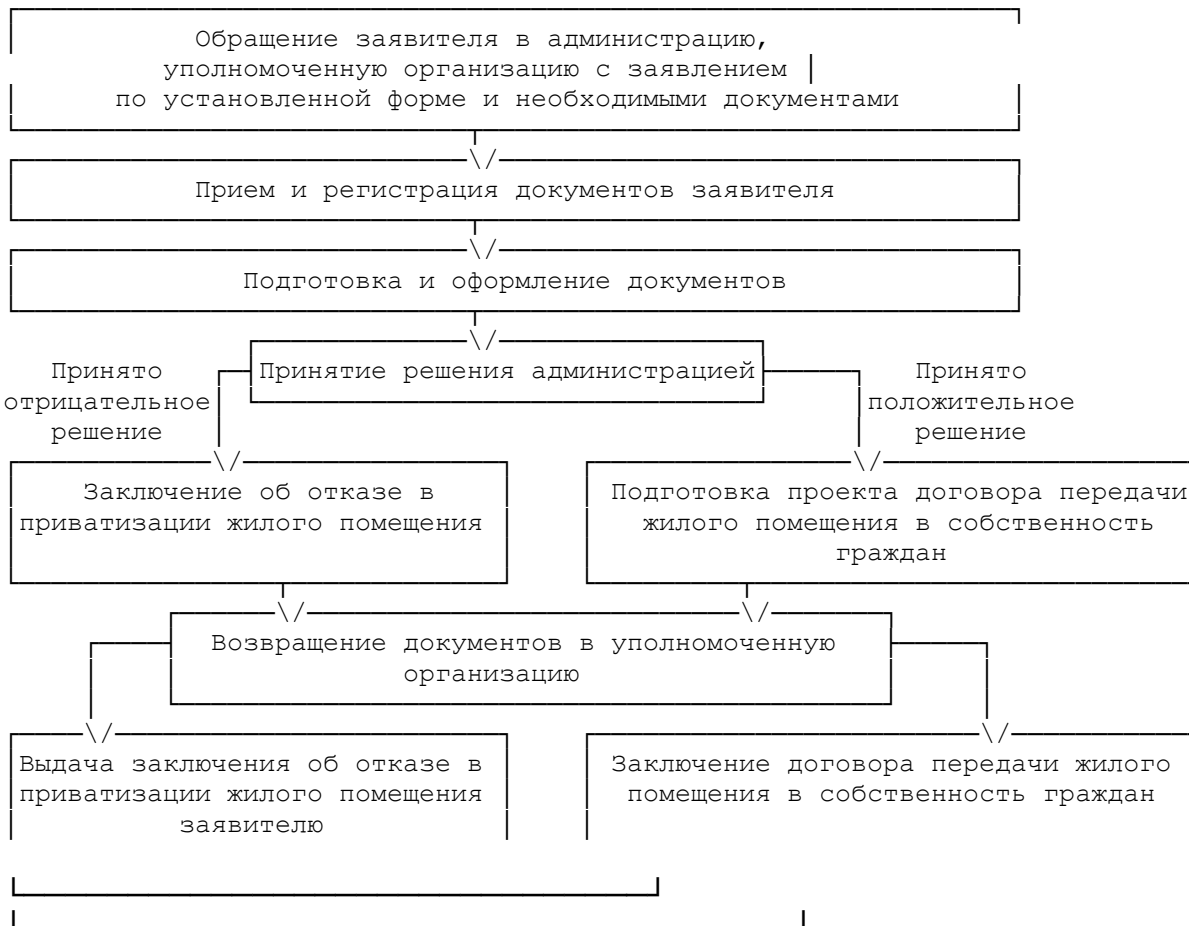 Обращение заявителя в администрацию,
уполномоченную организацию с заявлением |
по установленной форме и необходимыми документами
\/
Прием и регистрация документов заявителя
\/
Подготовка и оформление документов
\/
Принято Принятие решения администрацией Принято
отрицательное положительное
решение решение
\/ \/
Заключение об отказе в Подготовка проекта договора передачи
приватизации жилого помещения жилого помещения в собственность
граждан
\/ \/
Возвращение документов в уполномоченную
организацию
\/ \/
Выдача заключения об отказе в Заключение договора передачи жилого
приватизации жилого помещения помещения в собственность граждан
заявителю